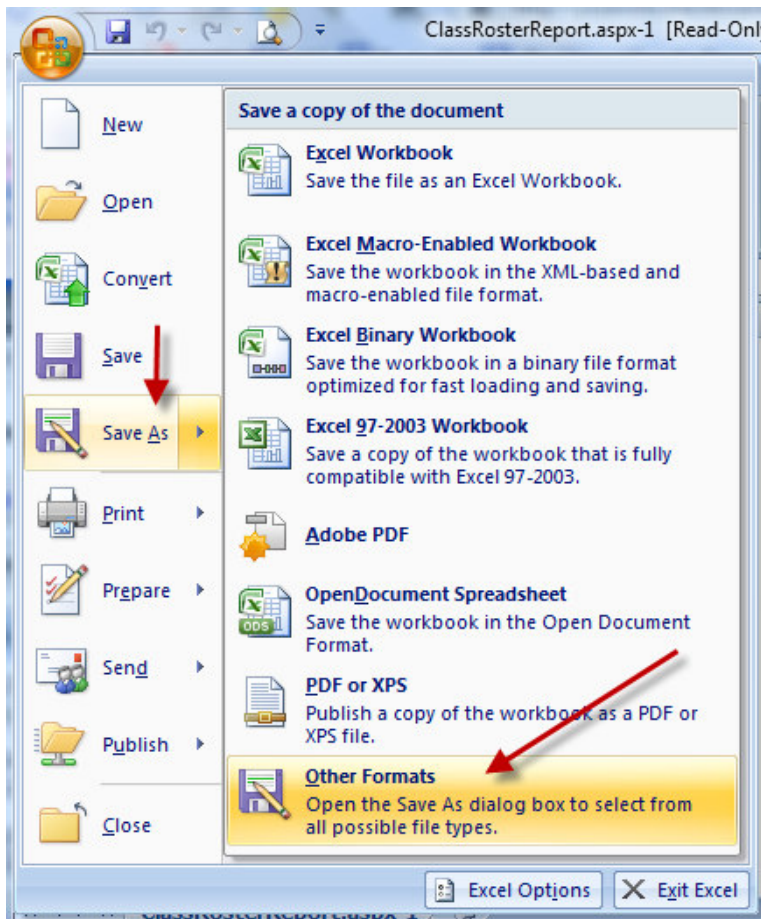 ClassRosterReport.aspx-1 [Read-Only
New
Open
Convert
Save
Save As
Print
Prepare
Send
Publish
Close
Save a copy of the document
Excel Workbook
Save the file as an Excel Workbook.
Excel Macro-Enabled Workbook
Save the workbook in the XML-based and
macro-enabled file format.
Excel Binary Workbook
Save the workbook in a binary file format
optimized for fast loading and saving.
Excel 97-2003 Workbook
Save a copy of the workbook that is fully
compatible with Excel 97-2003.
Adobe PDF
OpenDocument Spreadsheet
ODS
Save the workbook in the Open Document
Format.
PDF or XPS
Publish a copy of the workbook as a PDF or
XPS file.
Other Formats
Open the Save As dialog box to select from
all possible file types.
Excel Options
Exit Excel
ClassRosterReport.aspx-1